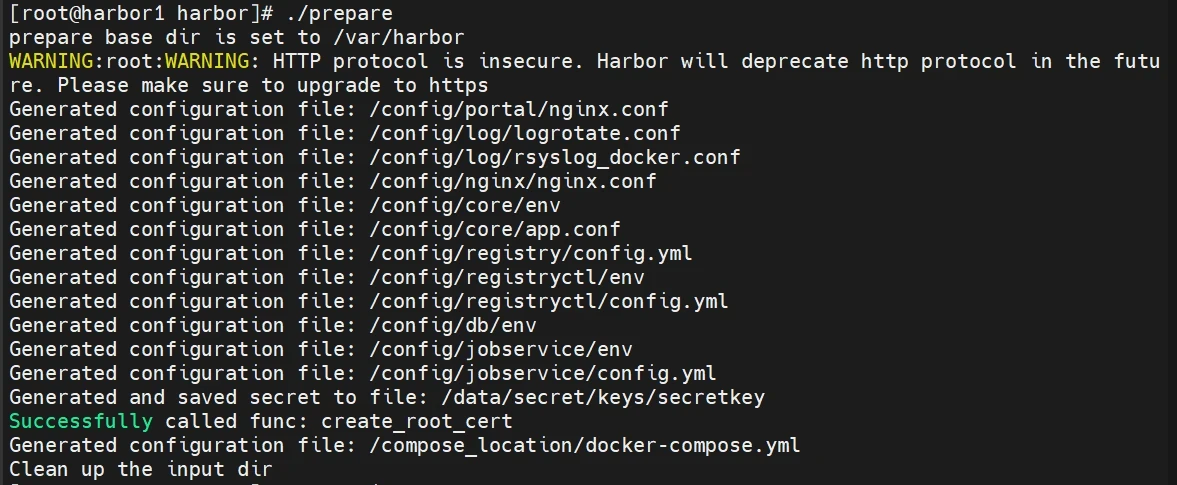 [root@harbor1 harbor]# ./prepare
prepare base dir is set to /var/harbor
WARNING:root:WARNING: HTTP protocol is insecure. Harbor will deprecate http protocol in the futu
re. Please make sure to upgrade to https
Generated configuration file: /config/portal/nginx.conf
Generated configuration file: /config/log/logrotate.conf
Generated configuration file: /config/log/rsyslog_docker.conf
Generated configuration file: /config/nginx/nginx.conf
Generated configuration file: /config/core/env
Generated configuration file: /config/core/app.conf
Generated configuration file: /config/registry/config.yml
Generated configuration file: /config/registryctl/env
Generated configuration file: /config/registryctl/config.yml
Generated configuration file: /config/db/env
Generated configuration file: /config/jobservice/env
Generated configuration file: /config/jobservice/config.yml
Generated and saved secret to file: /data/secret/keys/secretkey
Successfully called func: create_root_cert
Generated configuration file: /compose_location/docker-compose.yml
Clean up the input dir